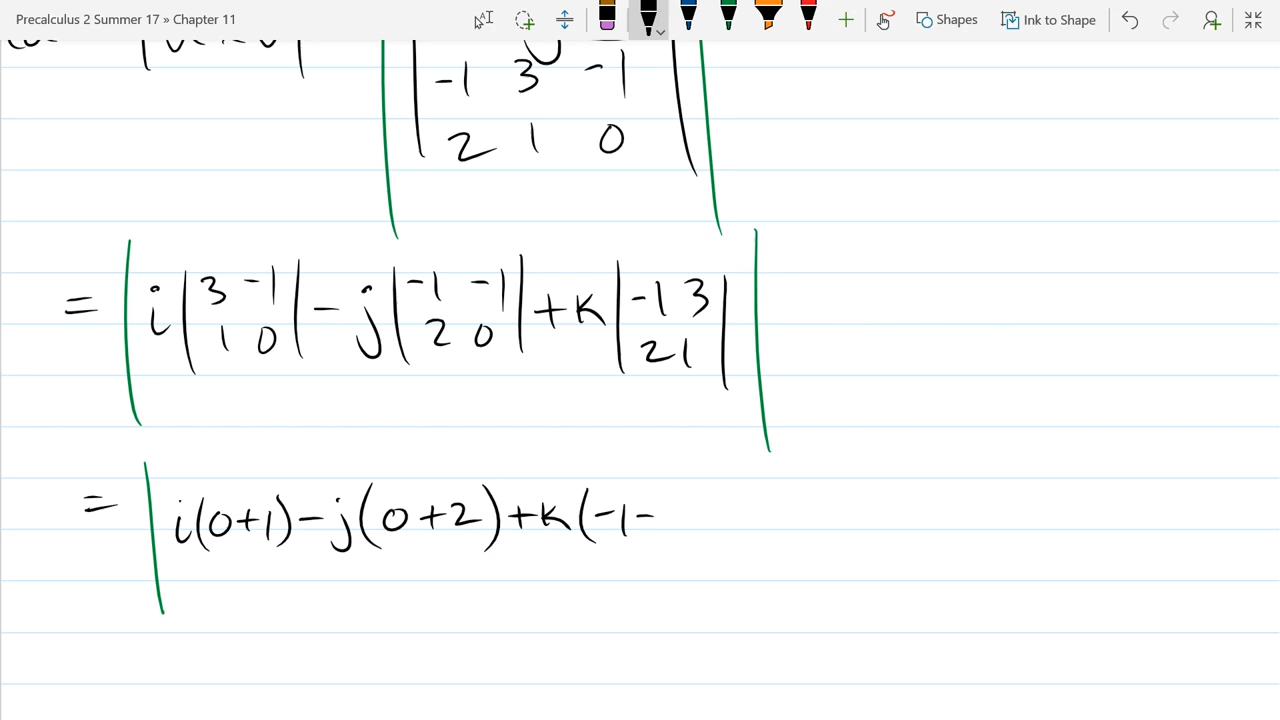 Precalculus 2 Summer 17 » Chapter 11
Shapes
Ink to Shape
-1 3 -1
2 1 0
= | i | 3 -1 | - j | -1 -1 | + k | -1 3 | |
1 0 2 0 2 1
= | i(0+1) - j(0+2) + k(-1-